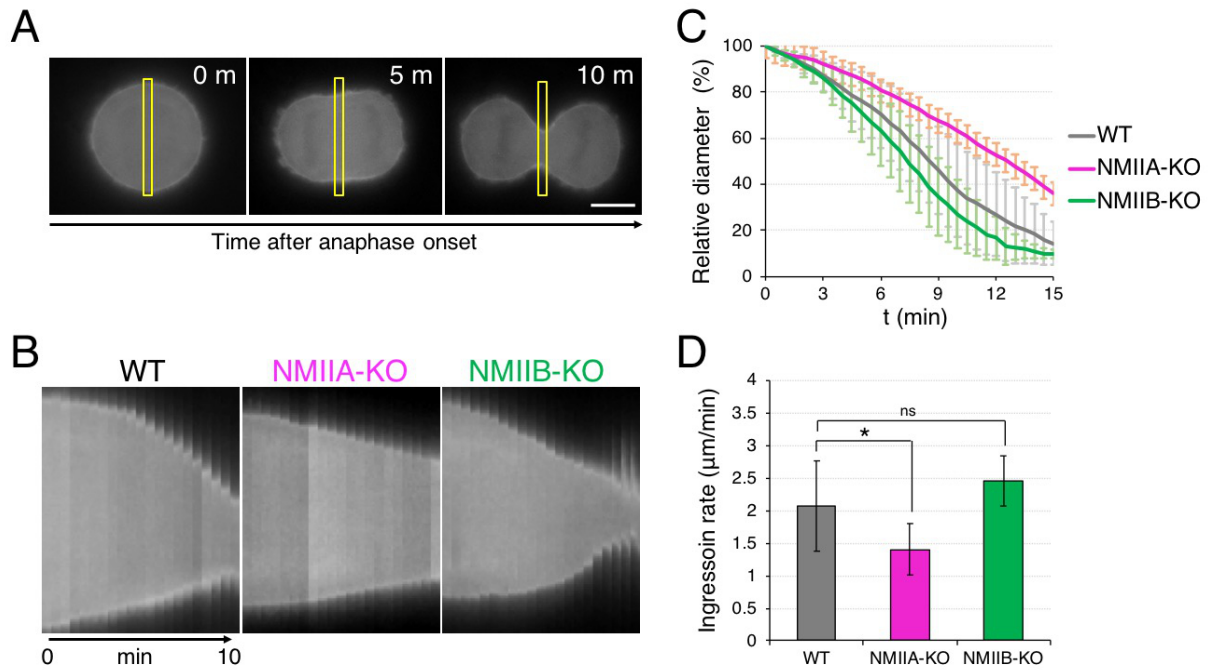 A
0 m
5 m
10 m
Time after anaphase onset
B
WT
NMIIA-KO
NMIIB-KO
0
min
10
C
Relative diameter (%)
100
80
60
40
20
0
0
3
6
9
12
15
t (min)
WT
NMIIA-KO
NMIIB-KO
D
Ingressoin rate (µm/min)
4
3.5
3
2.5
2
1.5
1
0.5
0
ns
*
WT
NMIIA-KO
NMIIB-KO